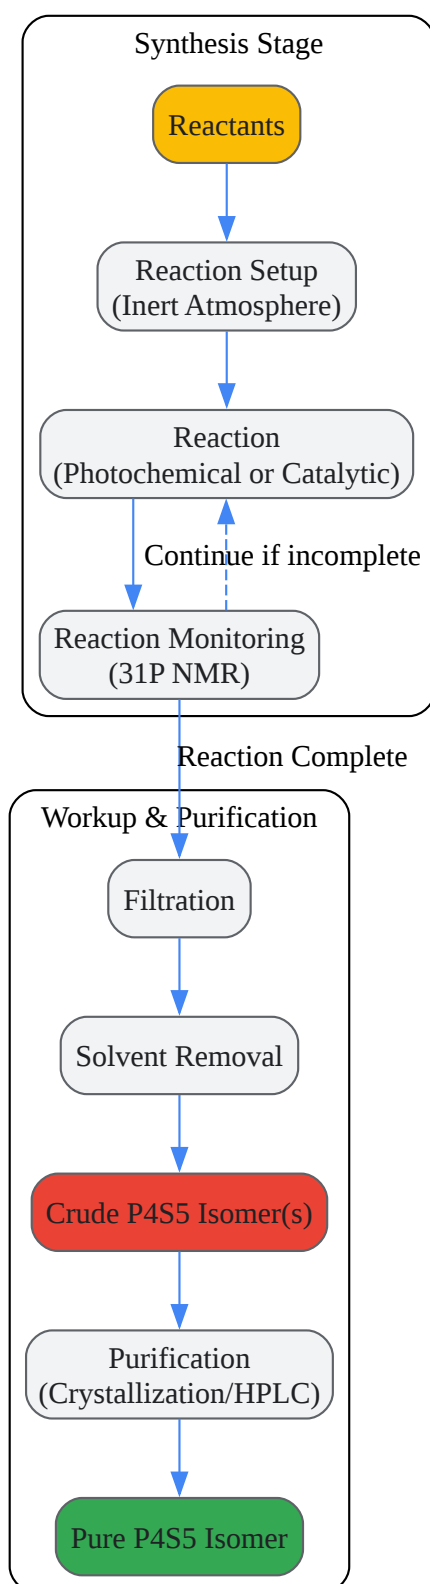 Synthesis Stage
Reactants
Reaction Setup
(Inert Atmosphere)
Reaction
(Photochemical or Catalytic)
Continue if incomplete
Reaction Monitoring
(31P NMR)
Reaction Complete
Workup & Purification
Filtration
Solvent Removal
Crude P4S5 Isomer(s)
Purification
(Crystallization/HPLC)
Pure P4S5 Isomer